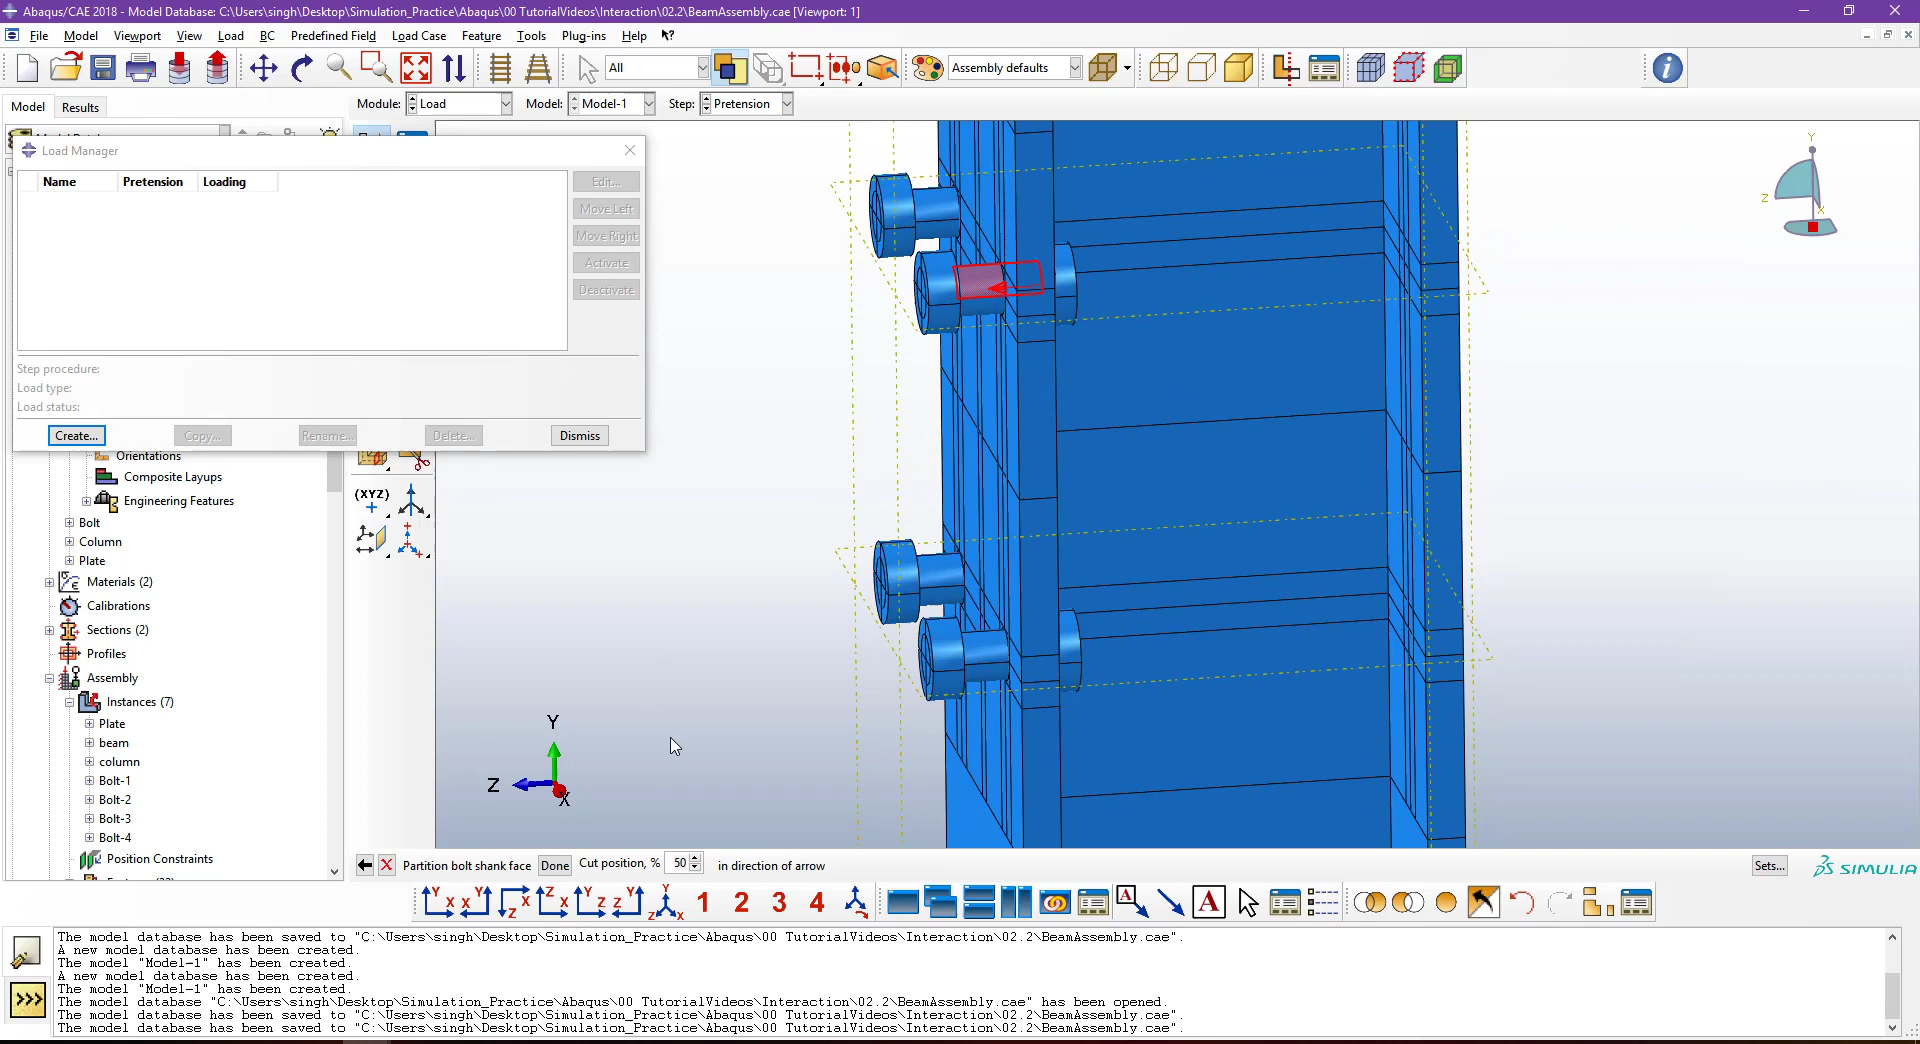 Abaqus/CAE 2018 - Model Database: C:\Users\singh\Desktop\Simulation_Practice\Abaqus\00 TutorialVideos\Interaction\02.2\BeamAssembly.cae [Viewport: 1]
File Model Viewport View Load BC Predefined Field Load Case Feature Tools Plug-ins Help
All
Assembly defaults
Model Results
Module: Load Model: Model-1 Step: Pretension
Load Manager
Name Pretension Loading
Edit...
Move Left
Move Right
Activate
Deactivate
Step procedure:
Load type:
Load status:
Create... Copy... Rename... Delete... Dismiss
Orientations
Composite Layups
Engineering Features
Bolt
Column
Plate
Materials (2)
Calibrations
Sections (2)
Profiles
Assembly
Instances (7)
Plate
beam
column
Bolt-1
Bolt-2
Bolt-3
Bolt-4
Position Constraints
(XYZ)
Y
Z
X
Y
Z
X
Partition bolt shank face Done Cut position, % 50 in direction of arrow
Sets...
SIMULIA
1 2 3 4
The model database has been saved to "C:\Users\singh\Desktop\Simulation_Practice\Abaqus\00 TutorialVideos\Interaction\02.2\BeamAssembly.cae".
A new model database has been created.
The model "Model-1" has been created.
A new model database has been created.
The model "Model-1" has been created.
The model database "C:\Users\singh\Desktop\Simulation_Practice\Abaqus\00 TutorialVideos\Interaction\02.2\BeamAssembly.cae" has been opened.
The model database has been saved to "C:\Users\singh\Desktop\Simulation_Practice\Abaqus\00 TutorialVideos\Interaction\02.2\BeamAssembly.cae".
The model database has been saved to "C:\Users\singh\Desktop\Simulation_Practice\Abaqus\00 TutorialVideos\Interaction\02.2\BeamAssembly.cae".